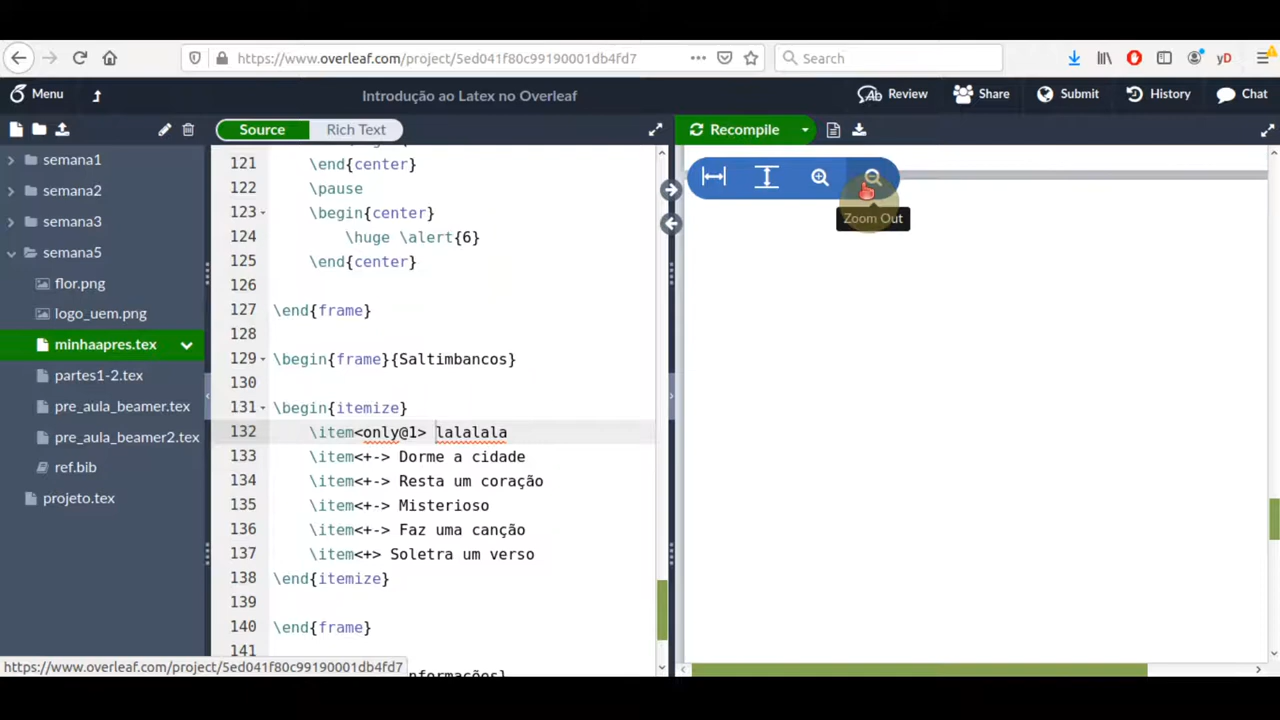 https://www.overleaf.com/project/5ed041f80c99190001db4fd7
Search
yD
Menu
Introdução ao Latex no Overleaf
Review
Share
Submit
History
Chat
Source
Rich Text
Recompile
semana1
semana2
semana3
semana5
flor.png
logo_uem.png
minhaapres.tex
partes1-2.tex
pre_aula_beamer.tex
pre_aula_beamer2.tex
ref.bib
projeto.tex
121 \end{center}
122 \pause
123 \begin{center}
124 \huge \alert{6}
125 \end{center}
126
127 \end{frame}
128
129 \begin{frame}{Saltimbancos}
130
131 \begin{itemize}
132 \item<only@1> lalalala
133 \item<+-> Dorme a cidade
134 \item<+-> Resta um coração
135 \item<+-> Misterioso
136 \item<+-> Faz uma canção
137 \item<+> Soletra um verso
138 \end{itemize}
139
140 \end{frame}
141
Zoom Out
https://www.overleaf.com/project/5ed041f80c99190001db4fd7